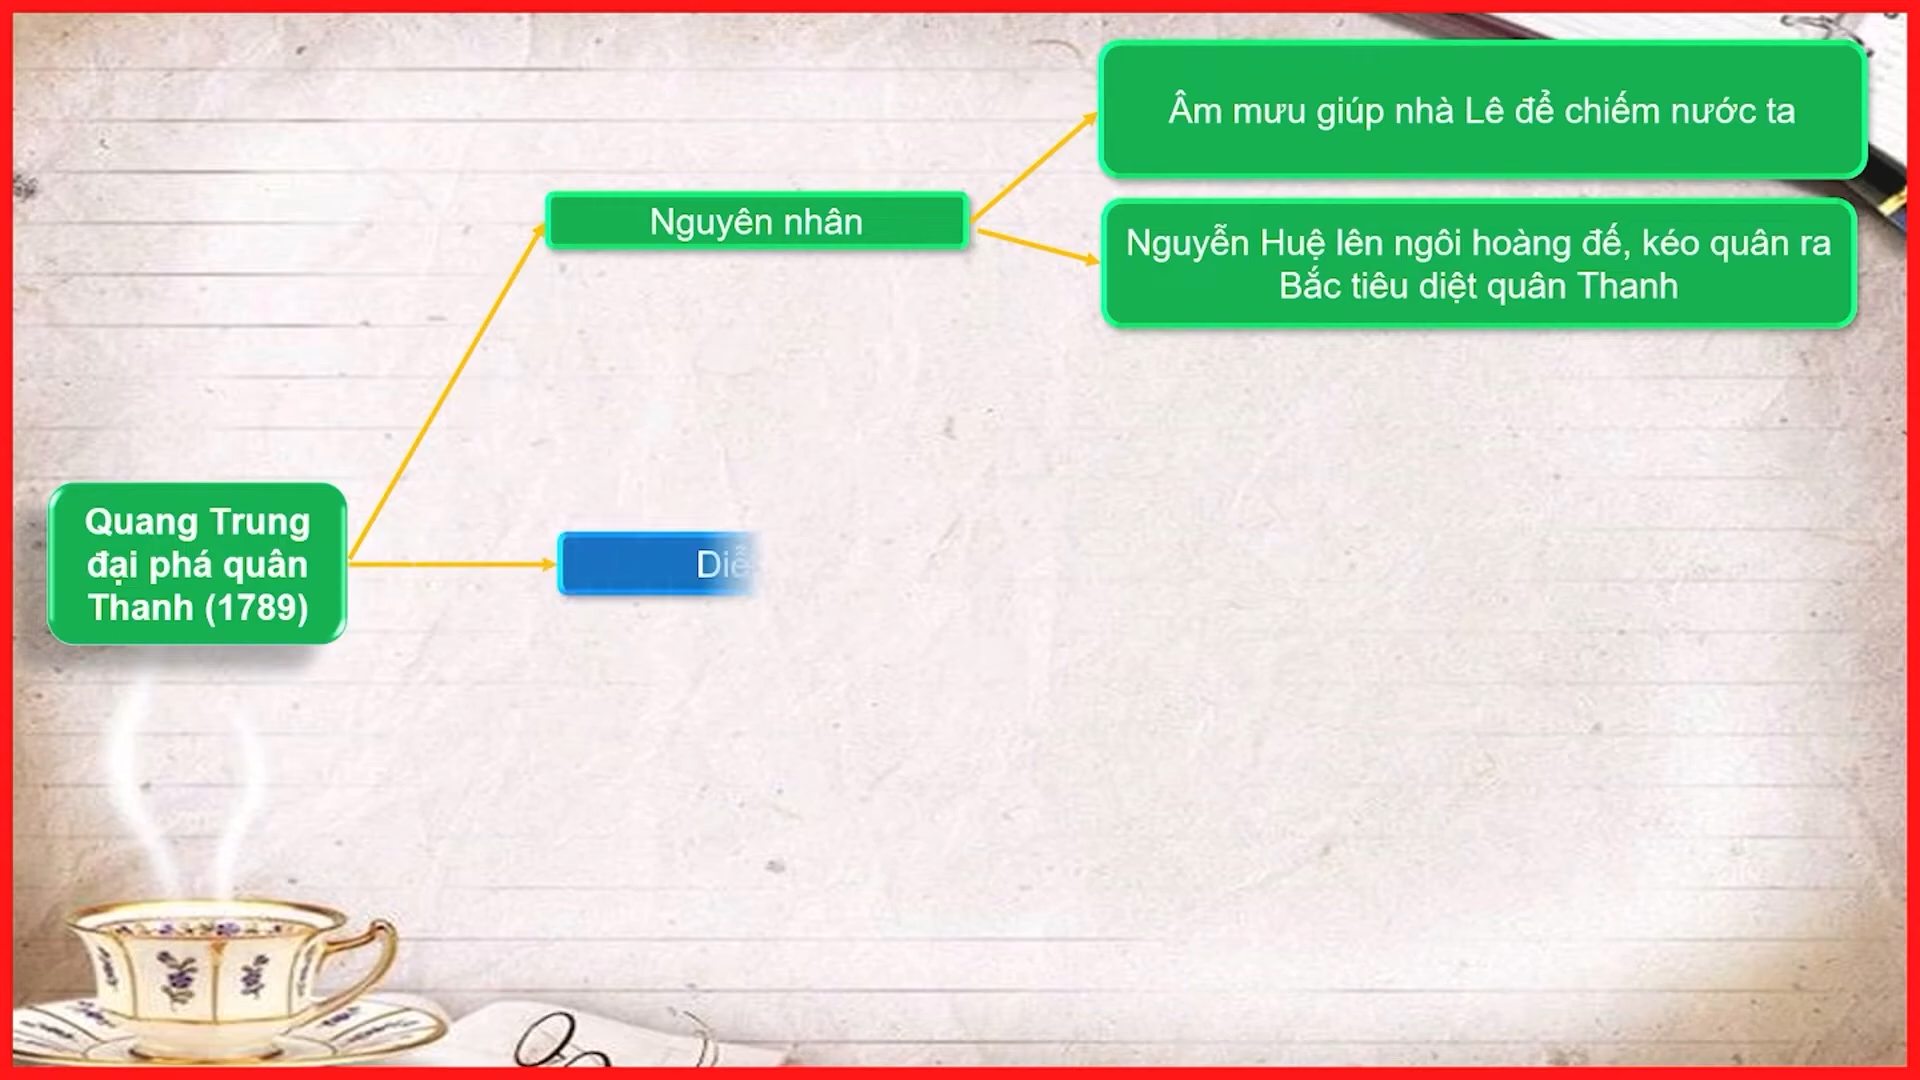 Âm mưu giúp nhà Lê để chiếm nước ta
Nguyên nhân
Nguyễn Huệ lên ngôi hoàng đế, kéo quân ra
Bắc tiêu diệt quân Thanh
Quang Trung
đại phá quân
Thanh (1789)